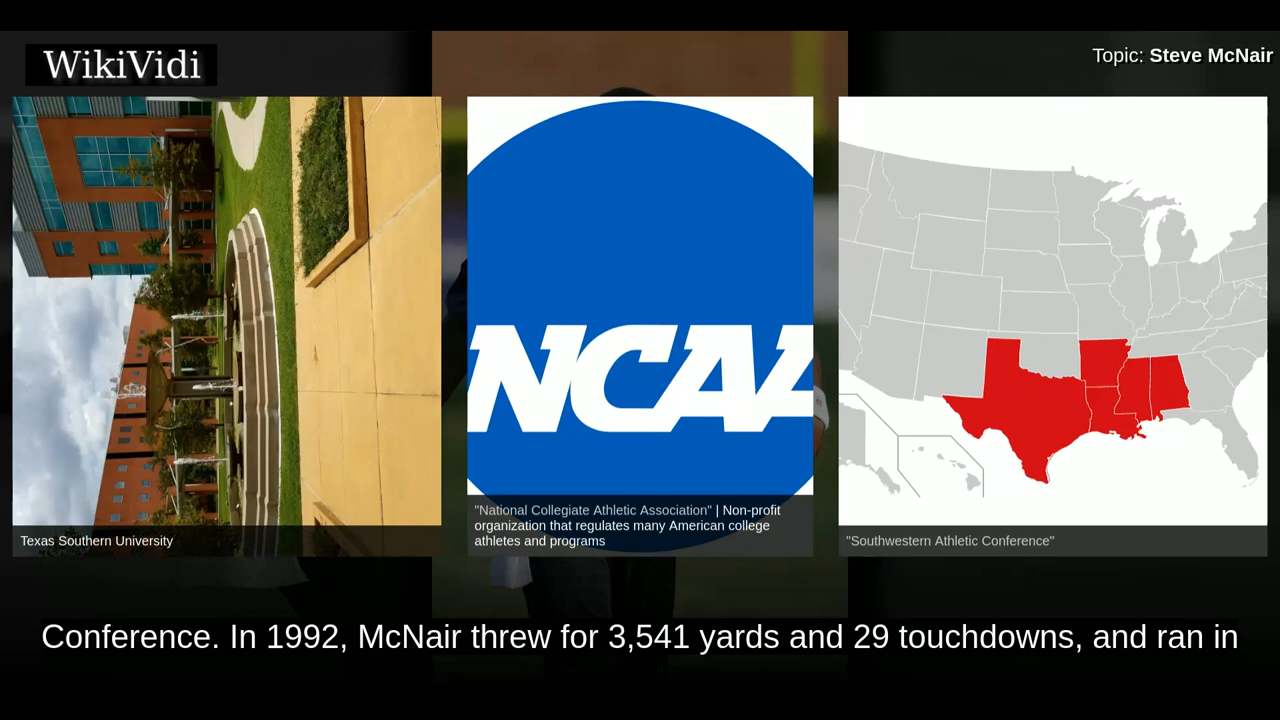 WikiVidi
Topic: Steve McNair
NCAA
Texas Southern University
"National Collegiate Athletic Association" | Non-profit
organization that regulates many American college
athletes and programs
"Southwestern Athletic Conference"
Conference. In 1992, McNair threw for 3,541 yards and 29 touchdowns, and ran in